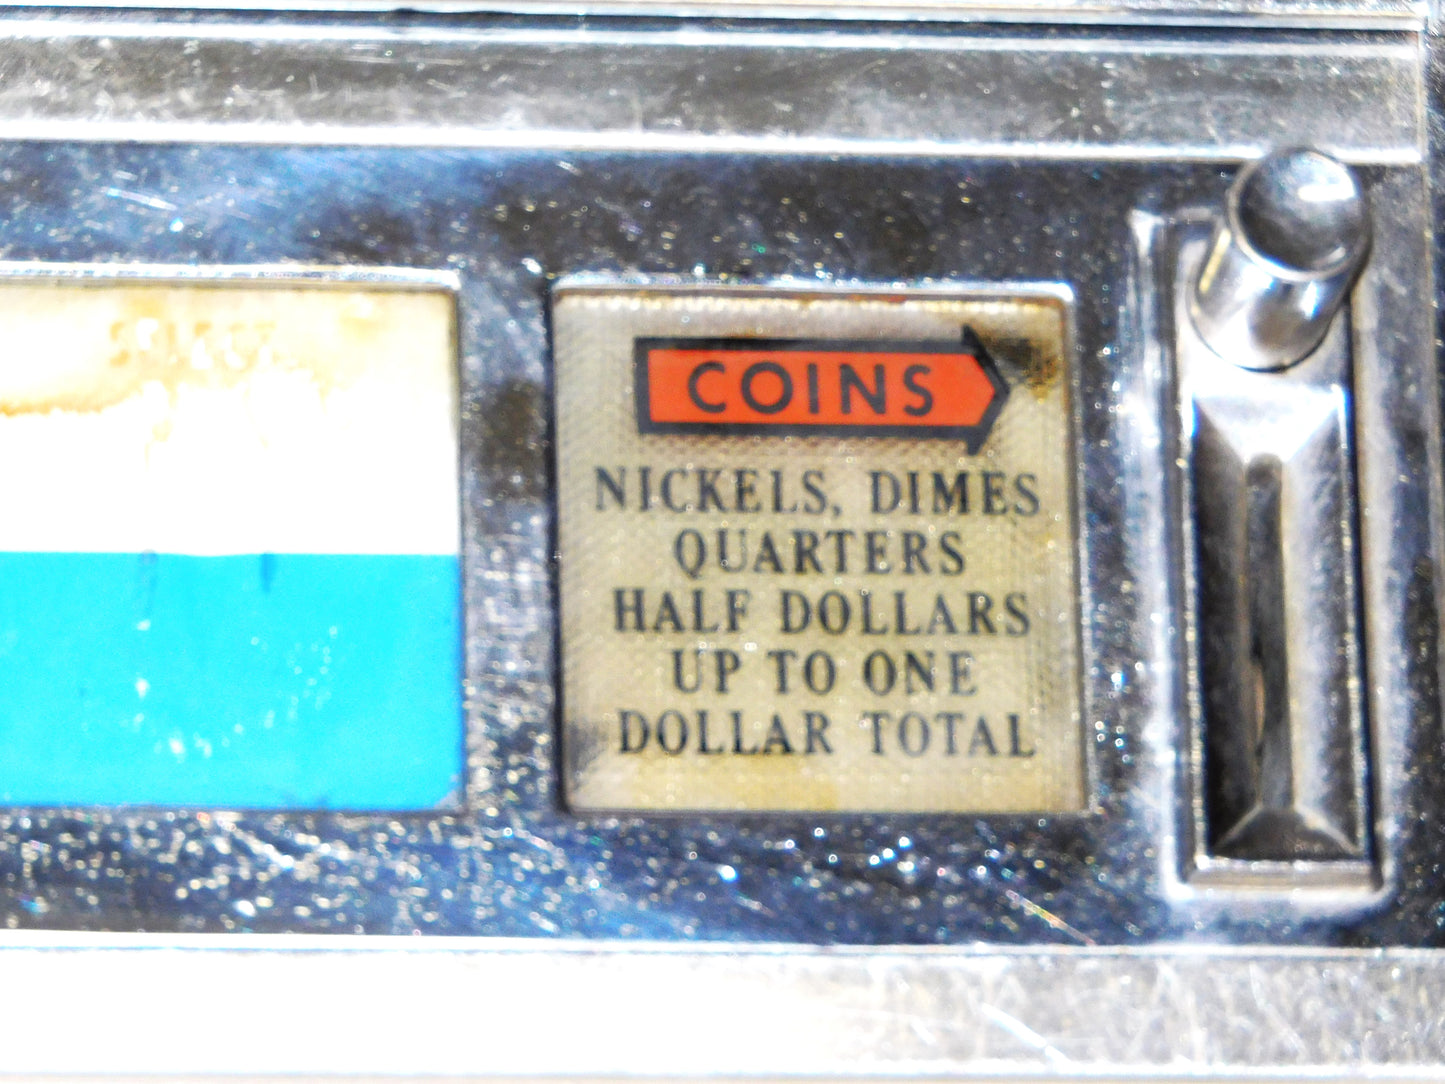 COINS
NICKELS, DIMES
QUARTERS
HALF DOLLARS
UP TO ONE
DOLLAR TOTAL